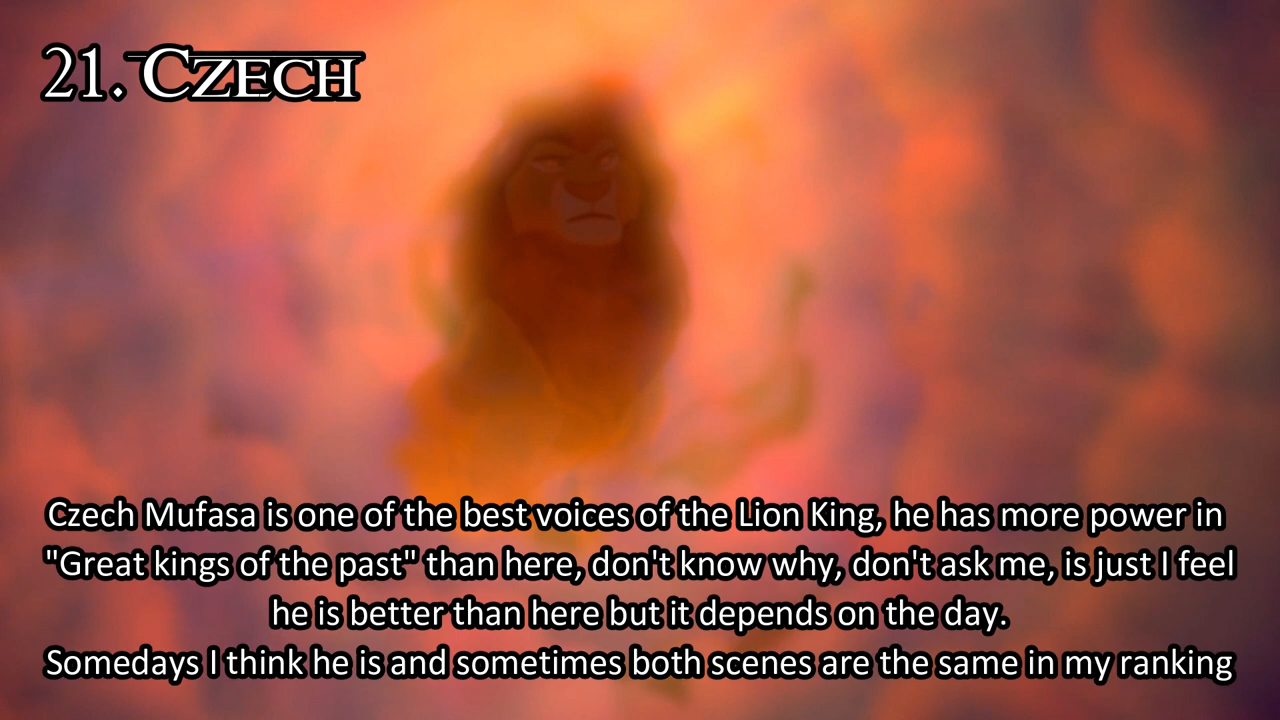 21. Czech
Czech Mufasa is one of the best voices of the Lion King, he has more power in
"Great kings of the past" than here, don't know why, don't ask me, is just I feel
he is better than here but it depends on the day.
Somedays I think he is and sometimes both scenes are the same in my ranking